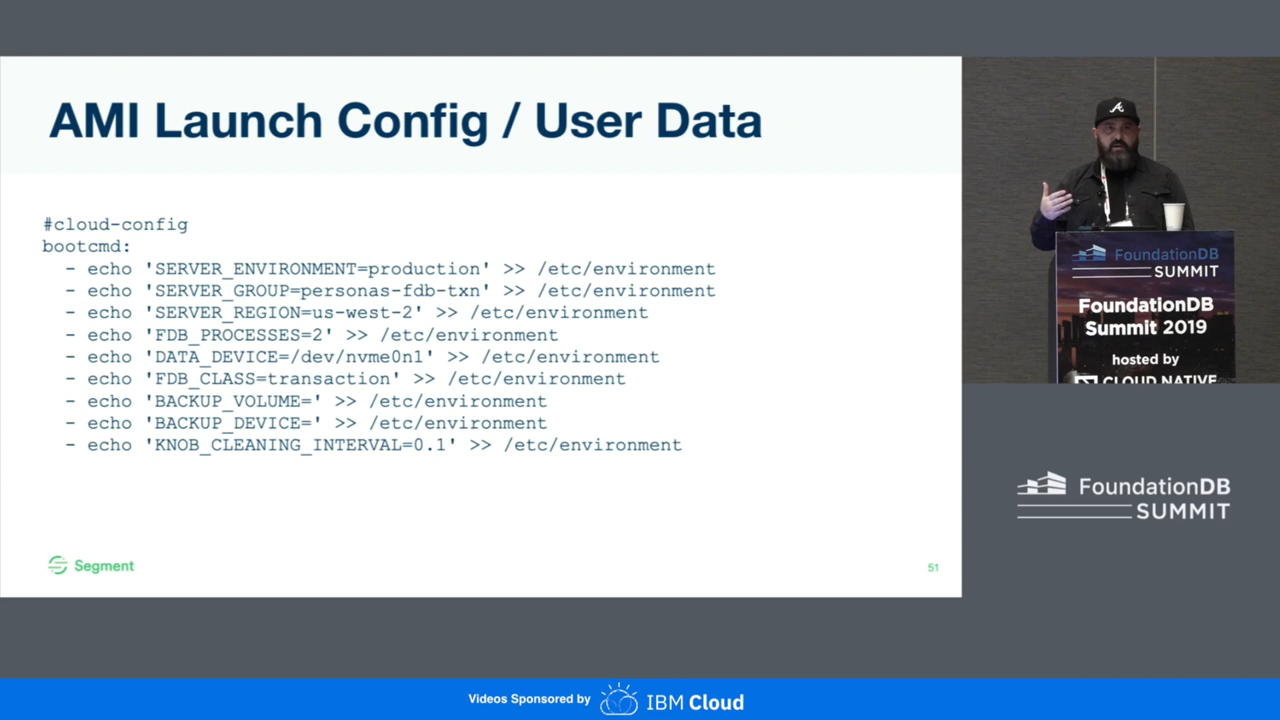 AMI Launch Config / User Data
#cloud-config
bootcmd:
- echo 'SERVER_ENVIRONMENT=production' >> /etc/environment
- echo 'SERVER_GROUP=personas-fdb-txn' >> /etc/environment
- echo 'SERVER_REGION=us-west-2' >> /etc/environment
- echo 'FDB_PROCESSES=2' >> /etc/environment
- echo 'DATA_DEVICE=/dev/nvme0n1' >> /etc/environment
- echo 'FDB_CLASS=transaction' >> /etc/environment
- echo 'BACKUP_VOLUME=' >> /etc/environment
- echo 'BACKUP_DEVICE=' >> /etc/environment
- echo 'KNOB_CLEANING_INTERVAL=0.1' >> /etc/environment
Segment
51
A
FoundationDB
SUMMIT
FoundationDB
Summit 2019
hosted by
CLOUD NATIVE
FoundationDB
SUMMIT
Videos Sponsored by
IBM Cloud